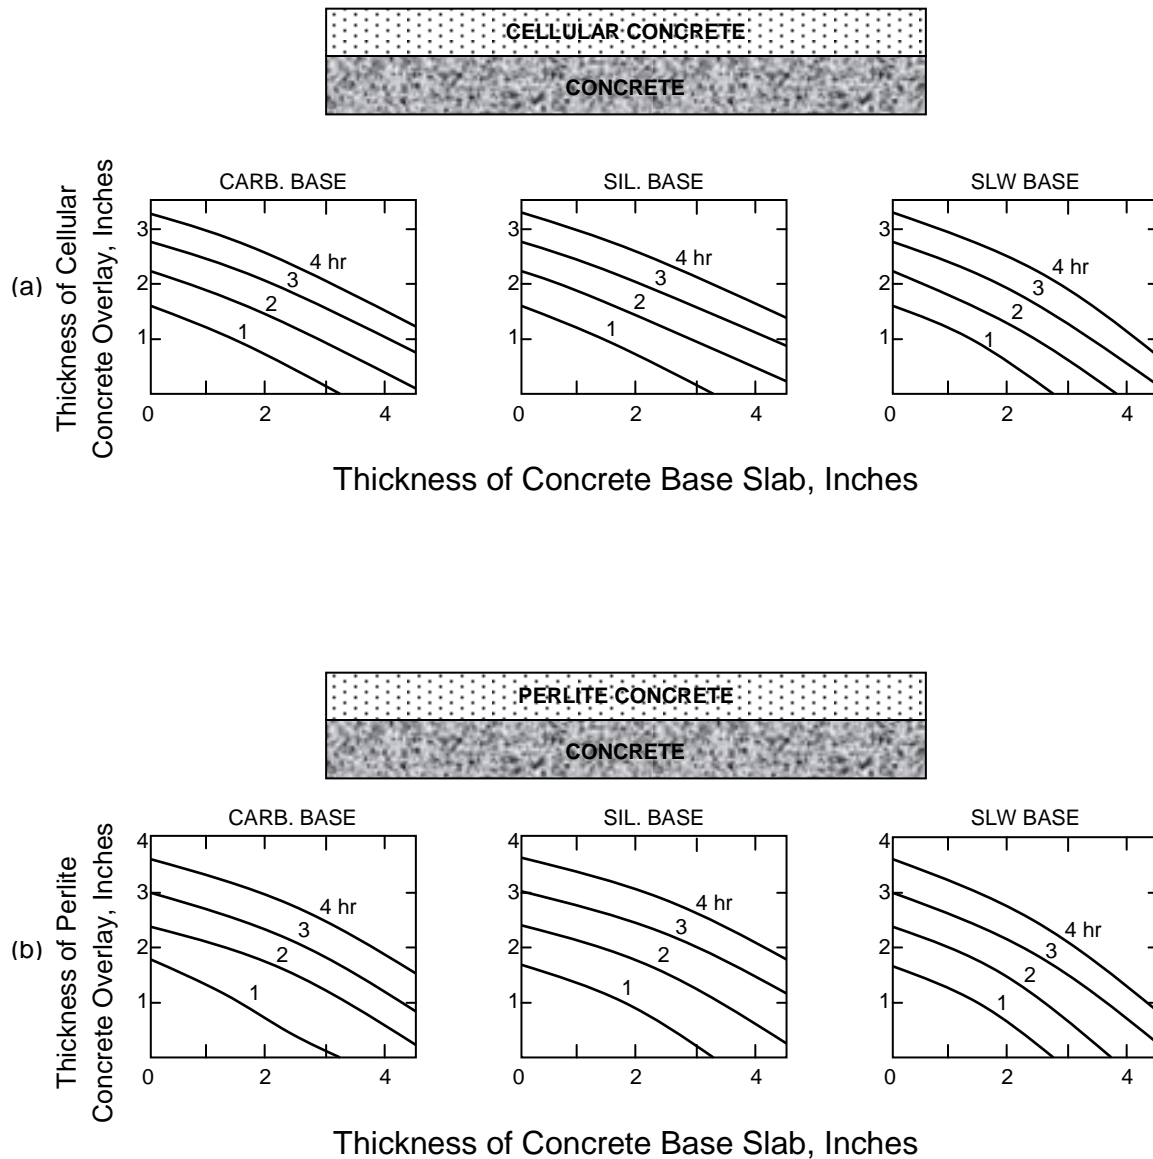 CELLULAR CONCRETE
CONCRETE
(a)
Thickness of Cellular
Concrete Overlay, Inches
CARB. BASE
3
2
1
4 hr
3
2
1
0 2 4
SIL. BASE
3
2
1
4 hr
3
2
1
0 2 4
SLW BASE
3
2
1
4 hr
3
2
1
0 2 4
Thickness of Concrete Base Slab, Inches
PERLITE CONCRETE
CONCRETE
(b)
Thickness of Perlite
Concrete Overlay, Inches
CARB. BASE
4
3
2
1
4 hr
3
2
1
0 2 4
SIL. BASE
4
3
2
1
4 hr
3
2
1
0 2 4
SLW BASE
4
3
2
1
4 hr
3
2
1
0 2 4
Thickness of Concrete Base Slab, Inches